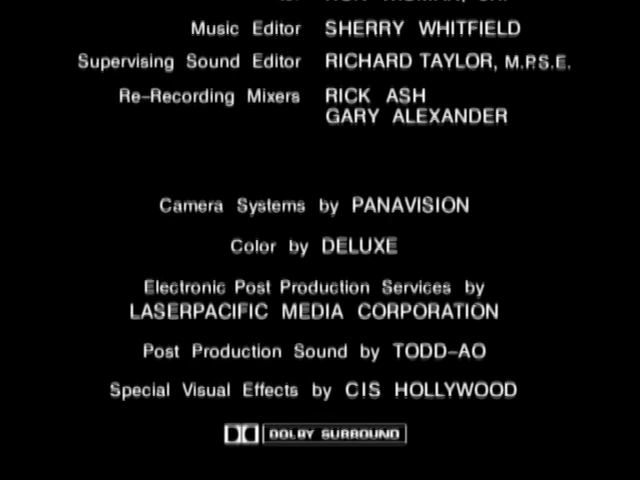 Music Editor SHERRY WHITFIELD
Supervising Sound Editor RICHARD TAYLOR, M.P.S.E.
Re-Recording Mixers RICK ASH
GARY ALEXANDER
Camera Systems by PANAVISION
Color by DELUXE
Electronic Post Production Services by
LASERPACIFIC MEDIA CORPORATION
Post Production Sound by TODD-AO
Special Visual Effects by CIS HOLLYWOOD
DOLBY SURROUND